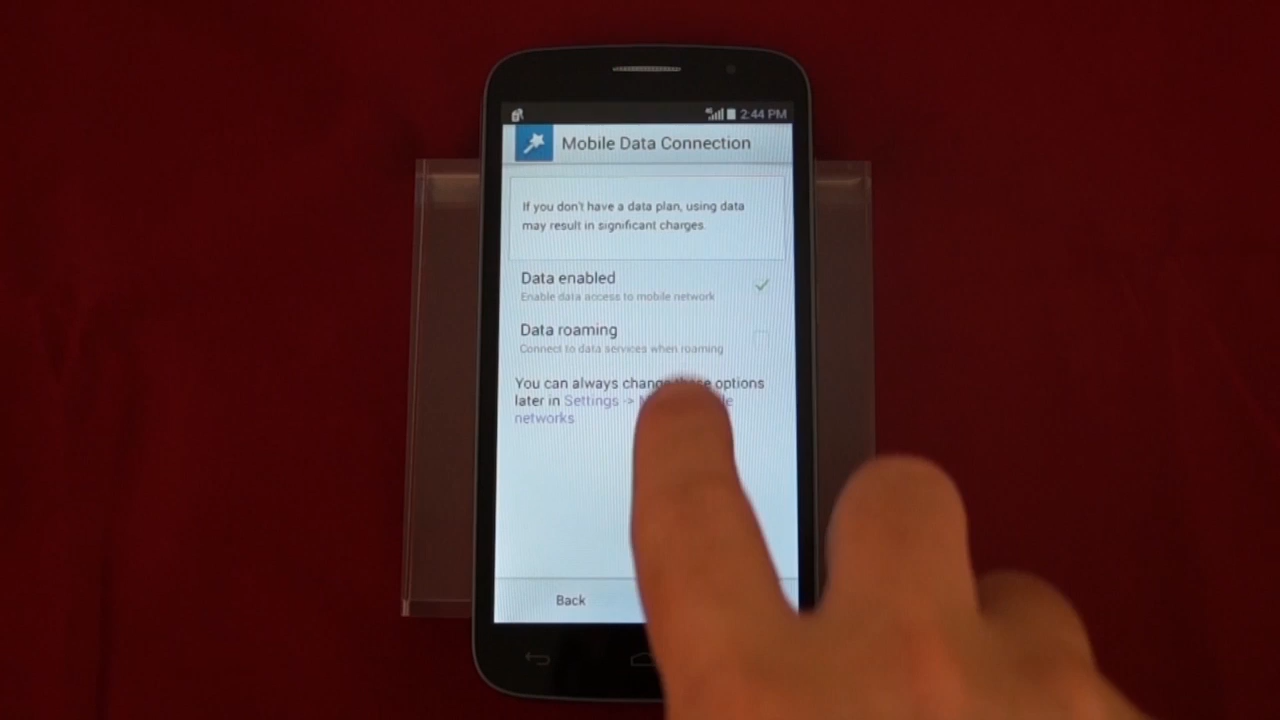 2:44 PM
Mobile Data Connection
If you don't have a data plan, using data
may result in significant charges.
Data enabled
Enable data access to mobile network
Data roaming
Connect to data services when roaming
You can always change these options
later in Settings ->
networks
Back